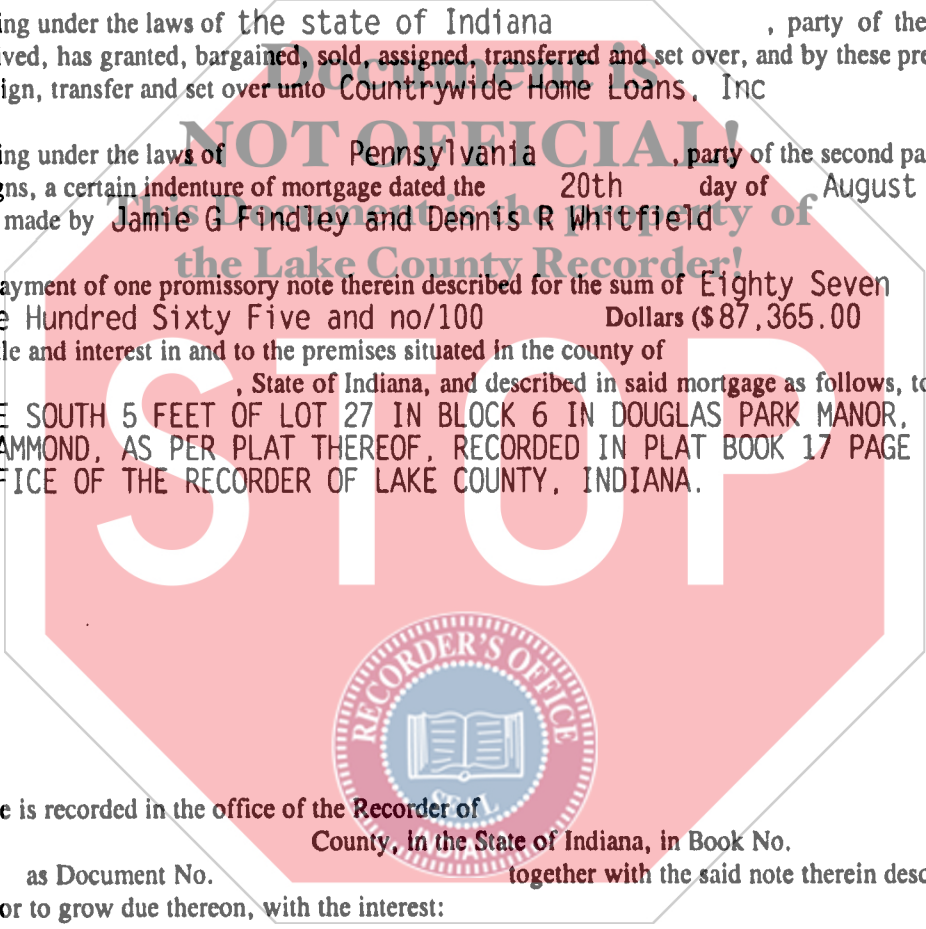 ing under the laws of the state of Indiana , party of the
ived, has granted, bargained, sold, assigned, transferred and set over, and by these pre
ign, transfer and set over unto Countrywide Home Loans, Inc
ing under the laws of Pennsylvania , party of the second pa
gns, a certain indenture of mortgage dated the 20th day of August
made by Jamie G Findley and Dennis R Whitfield
ayment of one promissory note therein described for the sum of Eighty Seven
e Hundred Sixty Five and no/100 Dollars ($ 87,365.00
le and interest in and to the premises situated in the county of
, State of Indiana, and described in said mortgage as follows, to
E SOUTH 5 FEET OF LOT 27 IN BLOCK 6 IN DOUGLAS PARK MANOR,
AMMOND, AS PER PLAT THEREOF, RECORDED IN PLAT BOOK 17 PAGE
FICE OF THE RECORDER OF LAKE COUNTY, INDIANA.
e is recorded in the office of the Recorder of
County, in the State of Indiana, in Book No.
as Document No. together with the said note therein desc
or to grow due thereon, with the interest:
Document is
NOT OFFICIAL!
This Document is the property of
the Lake County Recorder!
STOP
RECORDER'S OFFICE
SEAL
INDIANA